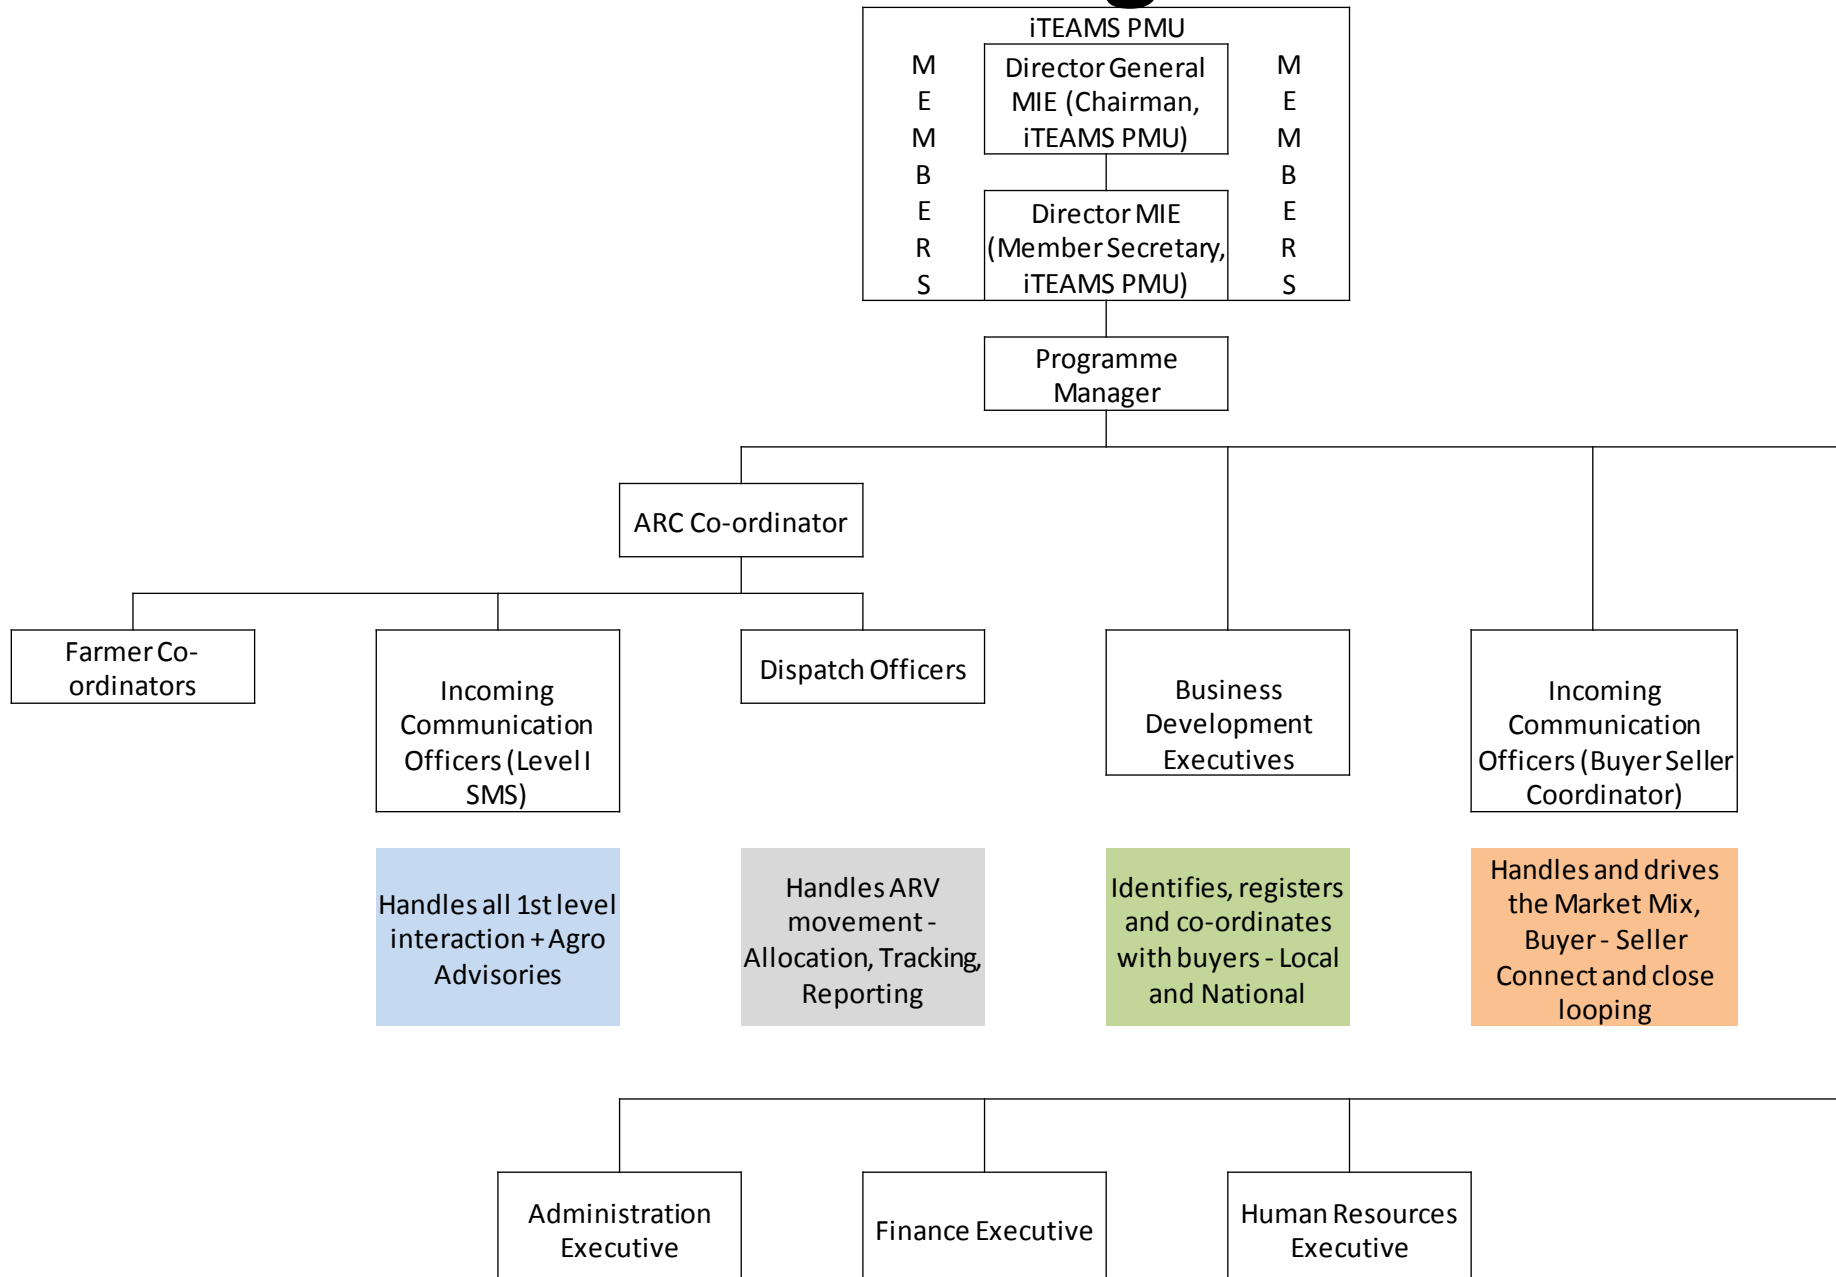 iTEAMS PMU
M
E
M
B
E
R
S
Director General
MIE (Chairman,
iTEAMS PMU)
Director MIE
(Member Secretary,
iTEAMS PMU)
M
E
M
B
E
R
S
Programme
Manager
ARC Co-ordinator
Farmer Co-
ordinators
Incoming
Communication
Officers (Level I
SMS)
Dispatch Officers
Business
Development
Executives
Incoming
Communication
Officers (Buyer Seller
Coordinator)
Handles all 1st level
interaction + Agro
Advisories
Handles ARV
movement -
Allocation, Tracking,
Reporting
Identifies, registers
and co-ordinates
with buyers - Local
and National
Handles and drives
the Market Mix,
Buyer - Seller
Connect and close
looping
Administration
Executive
Finance Executive
Human Resources
Executive